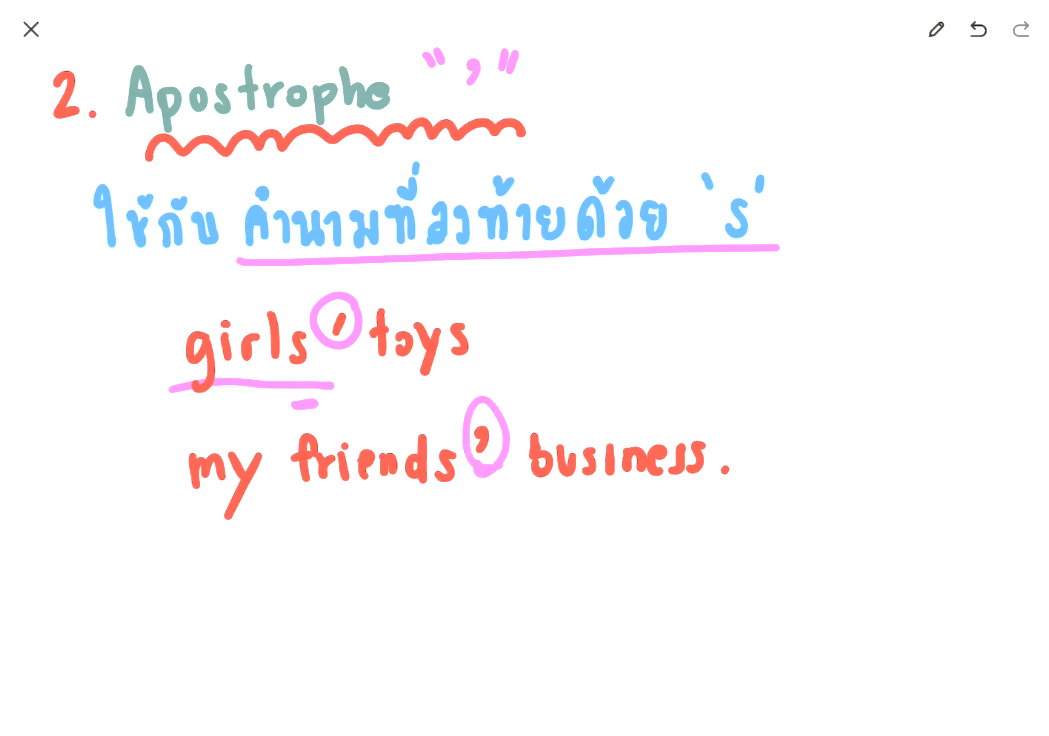 2. Apostrophe " , "
ใช้กับ คำนามที่ลงท้ายด้วย 's'
girls' toys
my friends' business.